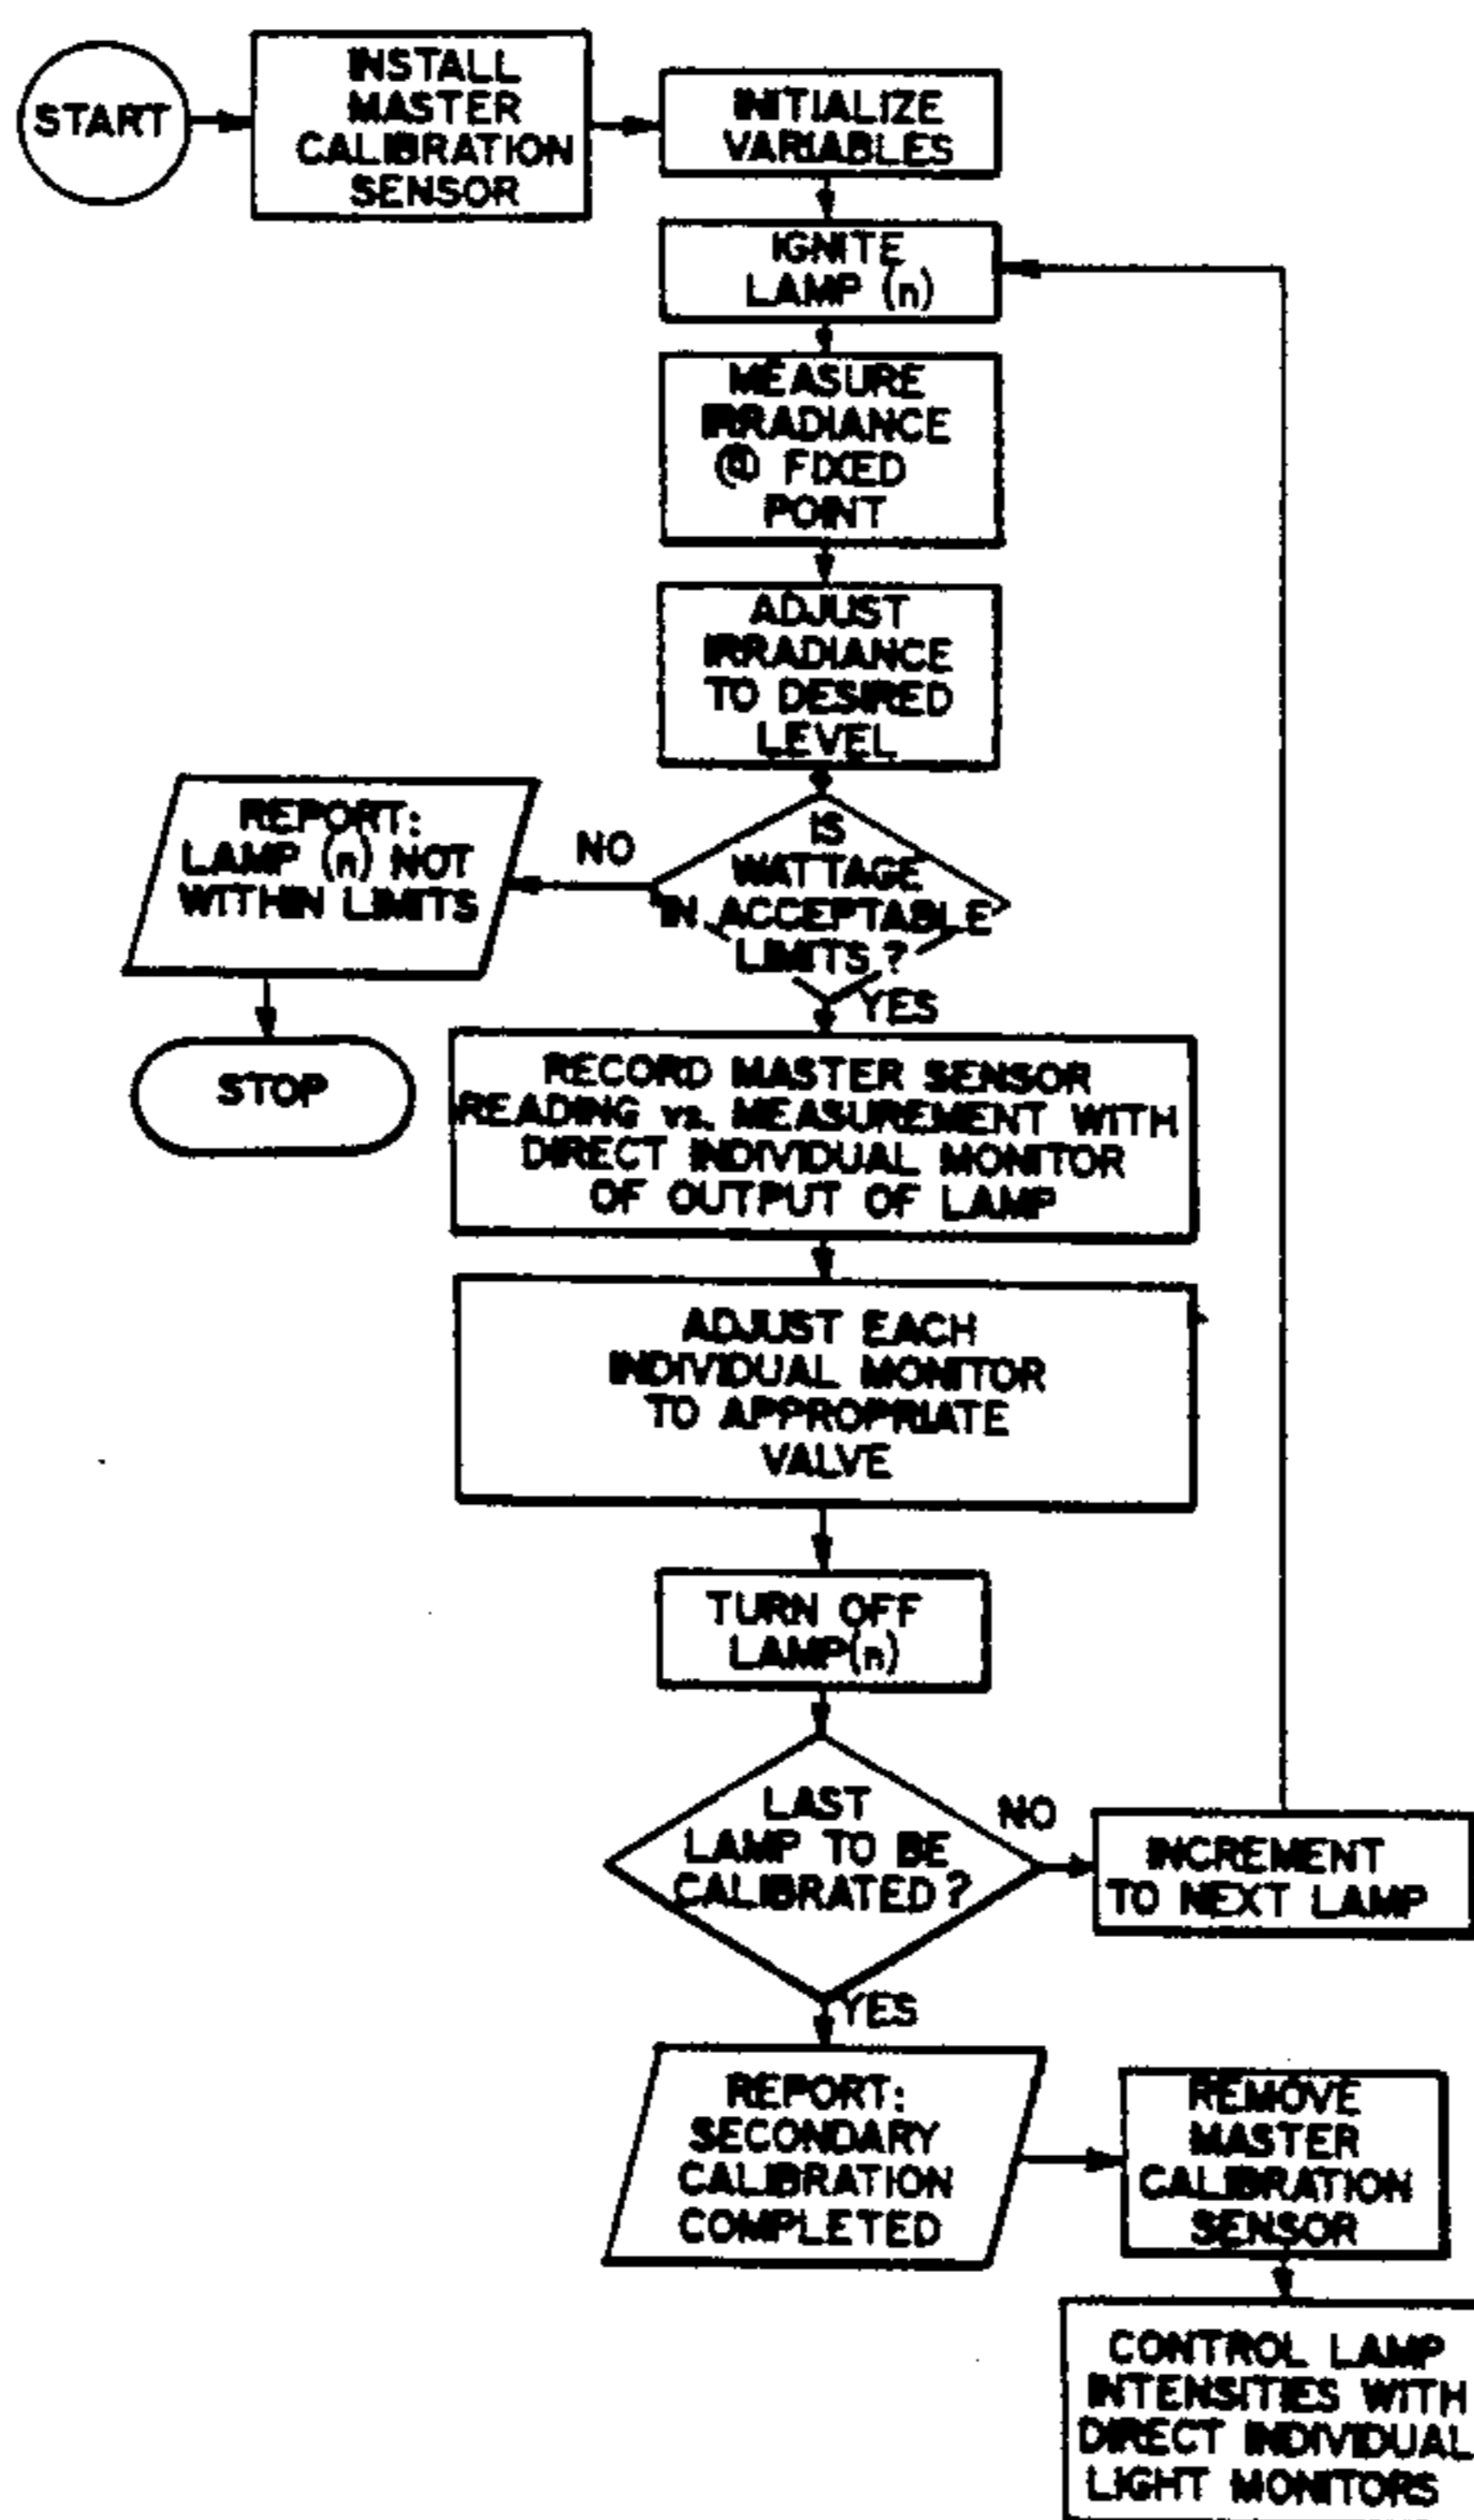 START
INSTALL
MASTER
CALIBRATION
SENSOR
INITIALIZE
VARIABLES
IGNITE
LAMP (n)
MEASURE
IRRADIANCE
@ FIXED
POINT
ADJUST
IRRADIANCE
TO DESIRED
LEVEL
IS
WATTAGE
IN ACCEPTABLE
LIMITS ?
NO
REPORT:
LAMP (n) NOT
WITHIN LIMITS
STOP
YES
RECORD MASTER SENSOR
READING vs. MEASUREMENT WITH
DIRECT INDIVIDUAL MONITOR
OF OUTPUT OF LAMP
ADJUST EACH
INDIVIDUAL MONITOR
TO APPROPRIATE
VALVE
TURN OFF
LAMP(n)
LAST
LAMP TO BE
CALIBRATED ?
NO
INCREMENT
TO NEXT LAMP
YES
REPORT:
SECONDARY
CALIBRATION
COMPLETED
REMOVE
MASTER
CALIBRATION
SENSOR
CONTROL LAMP
INTENSITIES WITH
DIRECT INDIVIDUAL
LIGHT MONITORS